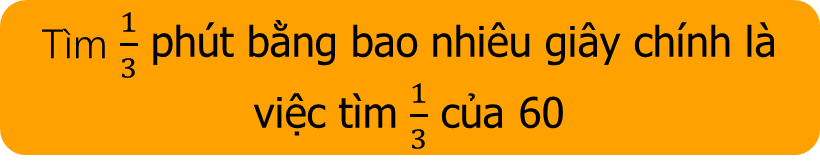 Tìm 1/3 phút bằng bao nhiêu giây chính là
việc tìm 1/3 của 60